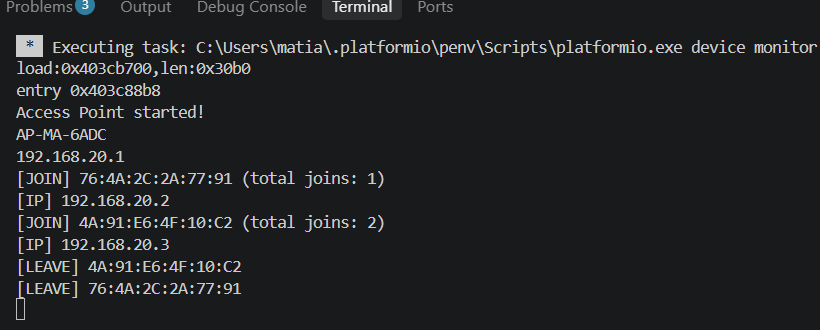 Problems 3 Output Debug Console Terminal Ports
* Executing task: C:\Users\matia\.platformio\penv\Scripts\platformio.exe device monitor
load:0x403cb700,len:0x30b0
entry 0x403c88b8
Access Point started!
AP-MA-6ADC
192.168.20.1
[JOIN] 76:4A:2C:2A:77:91 (total joins: 1)
[IP] 192.168.20.2
[JOIN] 4A:91:E6:4F:10:C2 (total joins: 2)
[IP] 192.168.20.3
[LEAVE] 4A:91:E6:4F:10:C2
[LEAVE] 76:4A:2C:2A:77:91